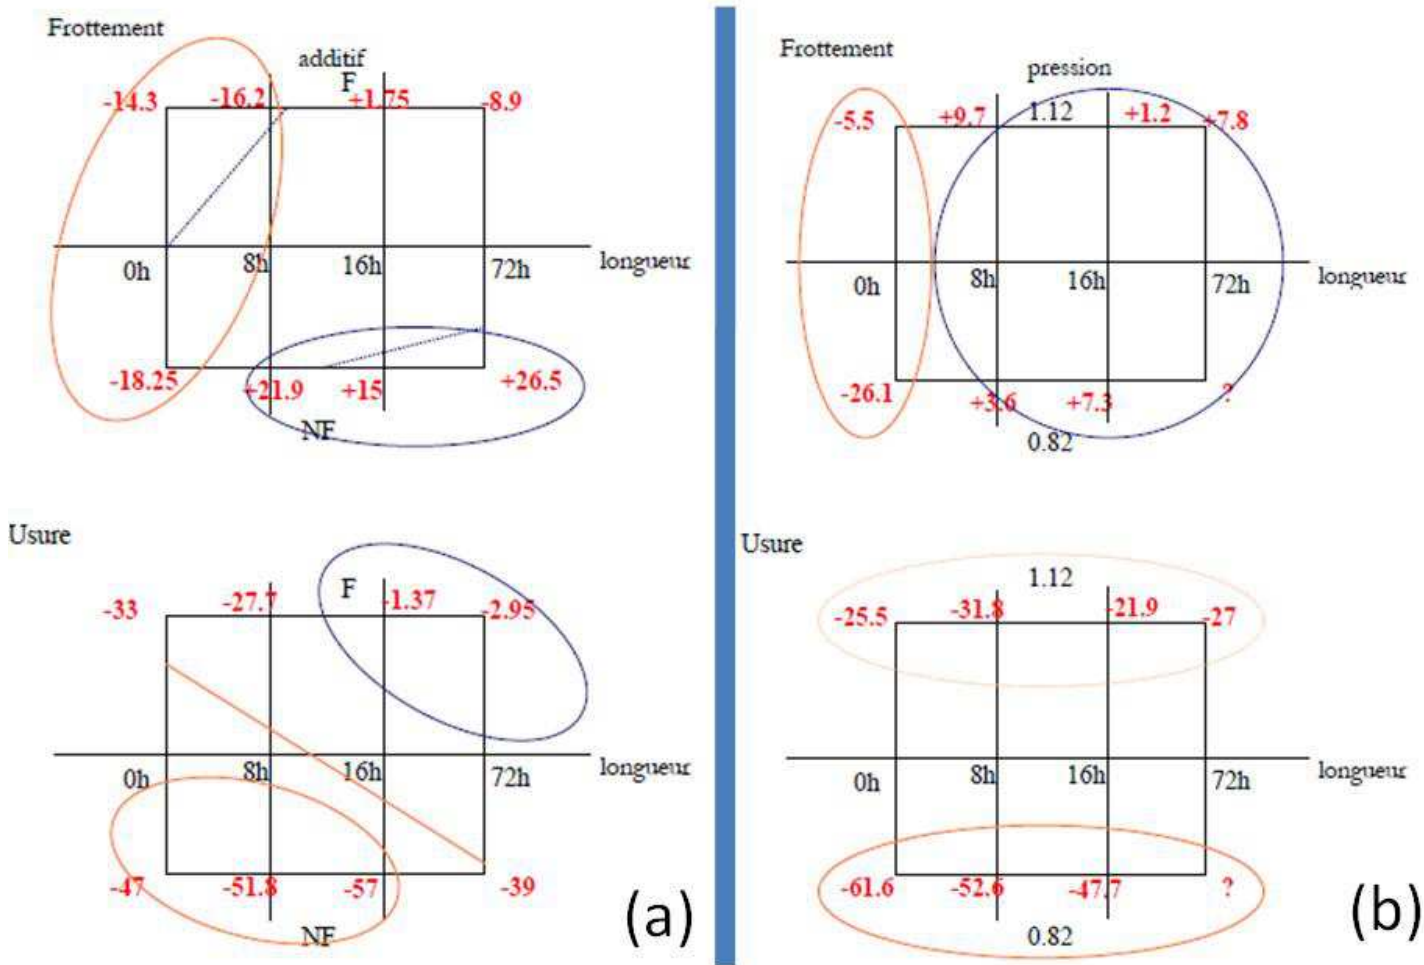 Frottement
additif
F
-14.3 -16.2 +1.75 -8.9
0h 8h 16h 72h longueur
-18.25 +21.9 +15 +26.5
NF
Usure
F
-33 -27.7 -1.37 -2.95
0h 8h 16h 72h longueur
-47 -51.8 -57 -39
NF
(a)
Frottement
pression
-5.5 +9.7 1.12 +1.2 +7.8
0h 8h 16h 72h longueur
-26.1 +3.6 +7.3 ?
0.82
Usure
1.12
-25.5 -31.8 -21.9 -27
0h 8h 16h 72h longueur
-61.6 -52.6 -47.7 ?
0.82
(b)